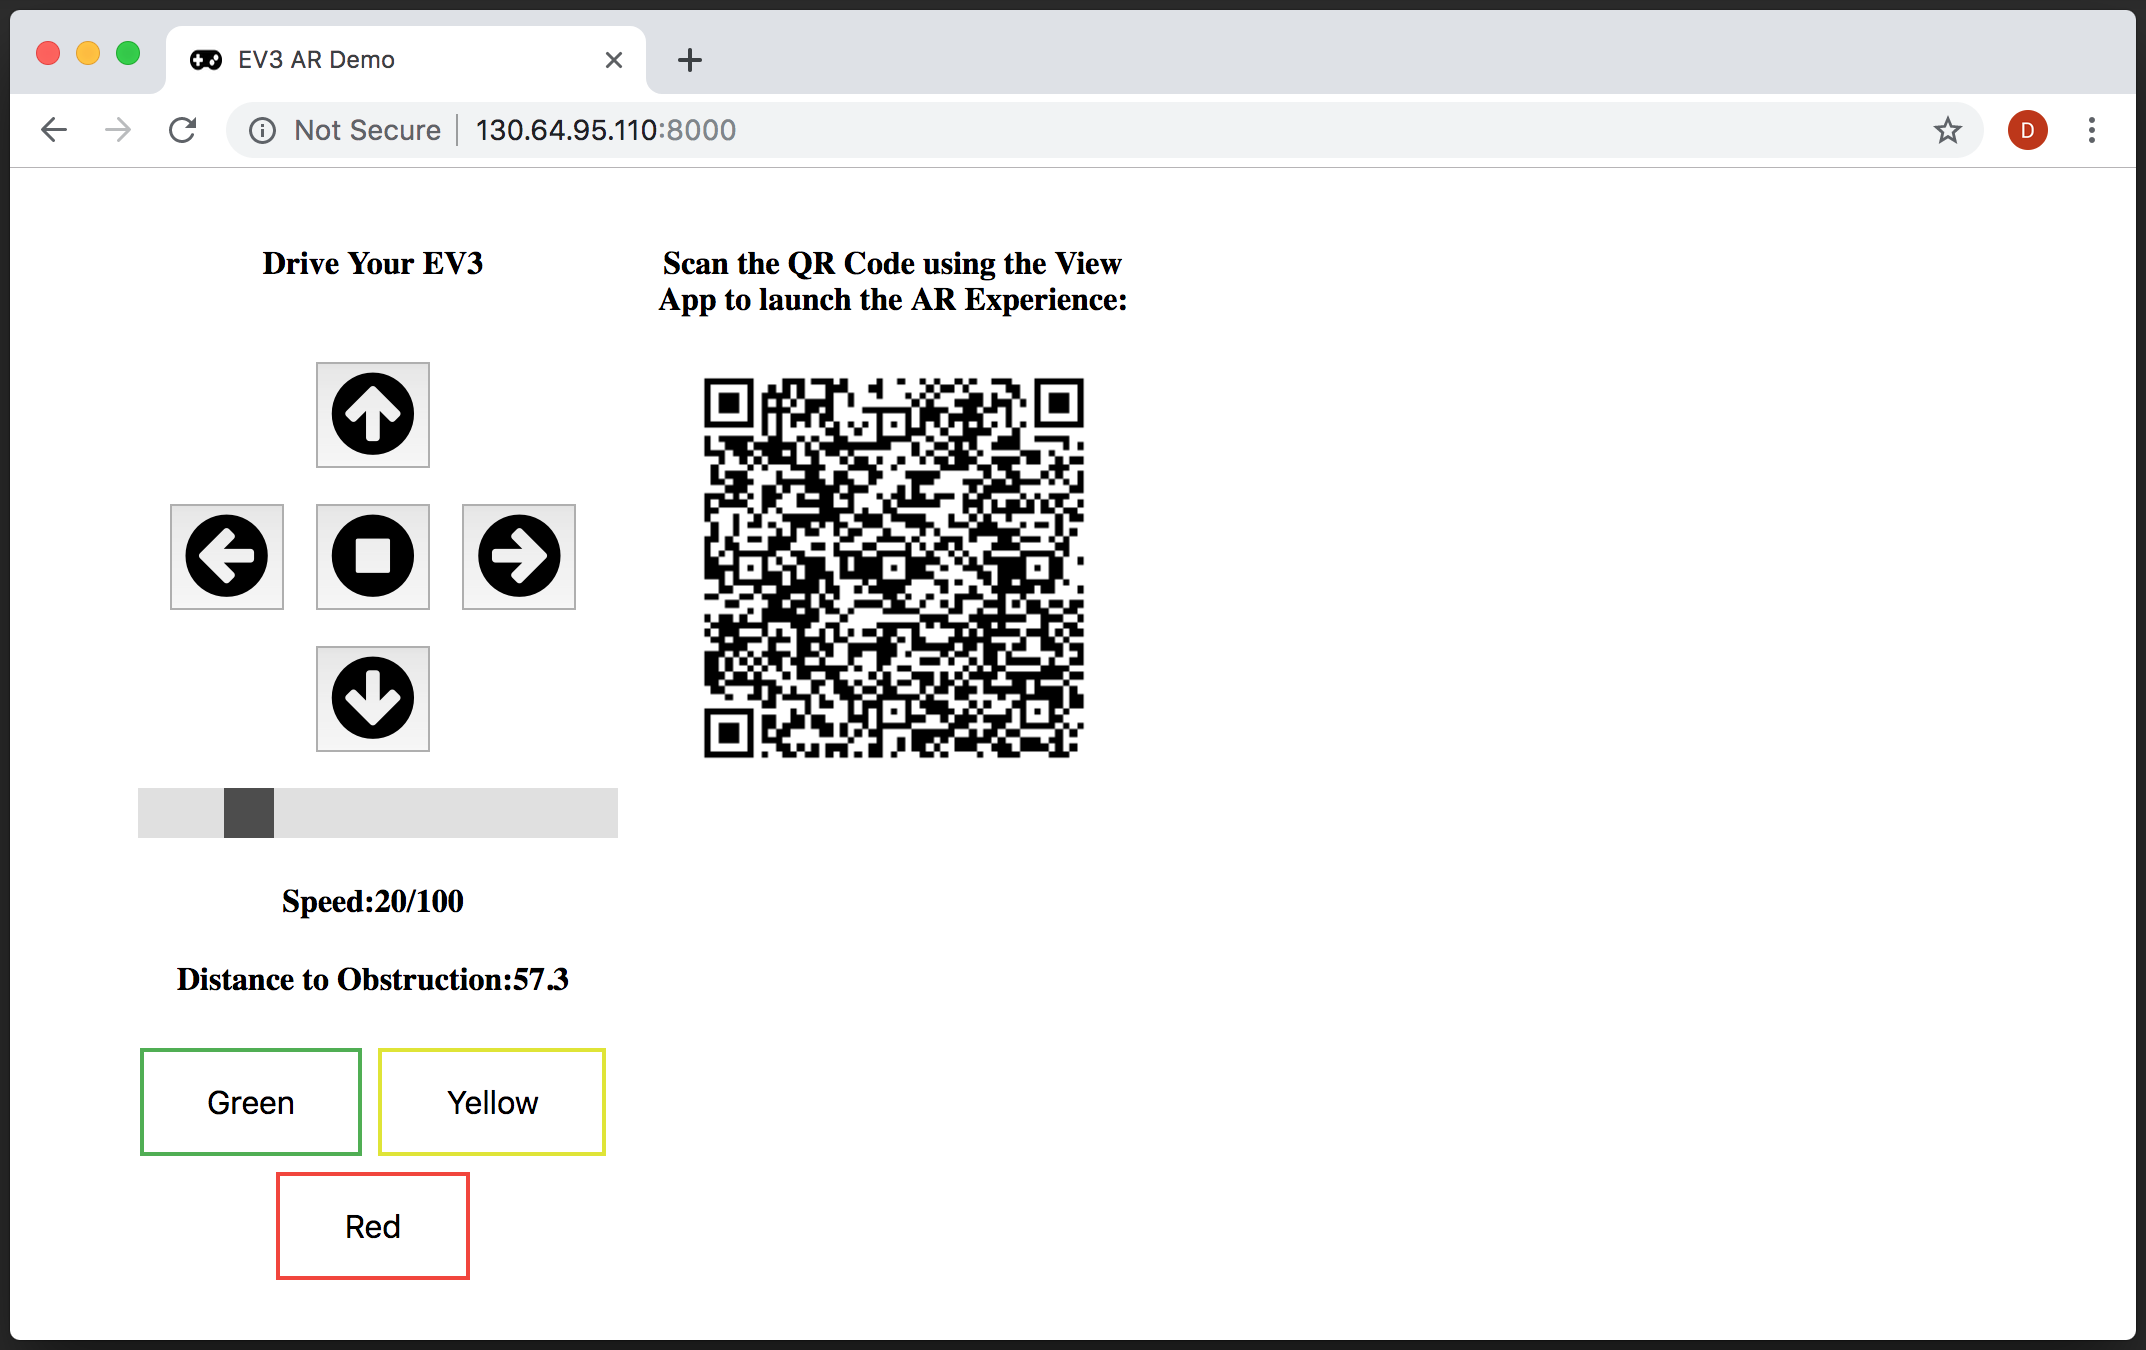 EV3 AR Demo
Not Secure
130.64.95.110:8000
D
Drive Your EV3
Scan the QR Code using the View
App to launch the AR Experience:
Speed:20/100
Distance to Obstruction:57.3
Green
Yellow
Red